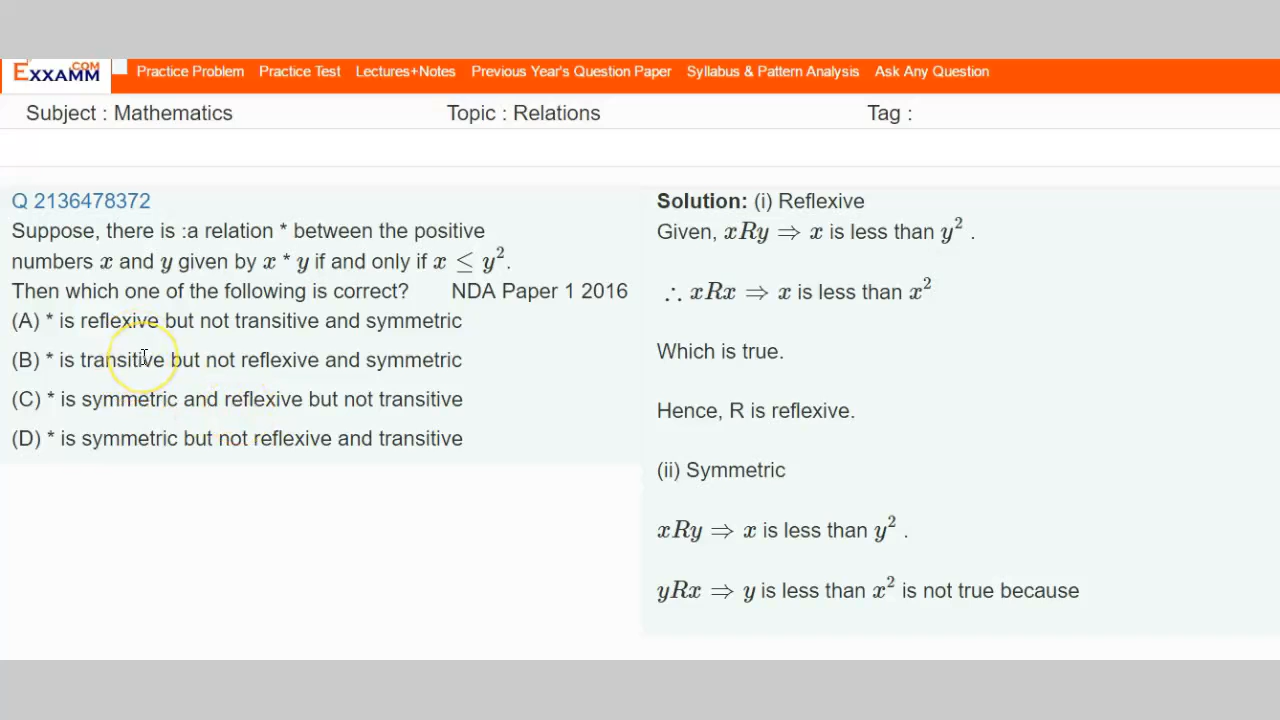 EXXAMM .COM Practice Problem Practice Test Lectures+Notes Previous Year's Question Paper Syllabus & Pattern Analysis Ask Any Question
Subject : Mathematics Topic : Relations Tag :
Q 2136478372
Suppose, there is :a relation * between the positive
numbers x and y given by x * y if and only if x ≤ y².
Then which one of the following is correct? NDA Paper 1 2016
(A) * is reflexive but not transitive and symmetric
(B) * is transitive but not reflexive and symmetric
(C) * is symmetric and reflexive but not transitive
(D) * is symmetric but not reflexive and transitive
Solution: (i) Reflexive
Given, xRy ⇒ x is less than y² .
∴ xRx ⇒ x is less than x²
Which is true.
Hence, R is reflexive.
(ii) Symmetric
xRy ⇒ x is less than y² .
yRx ⇒ y is less than x² is not true because